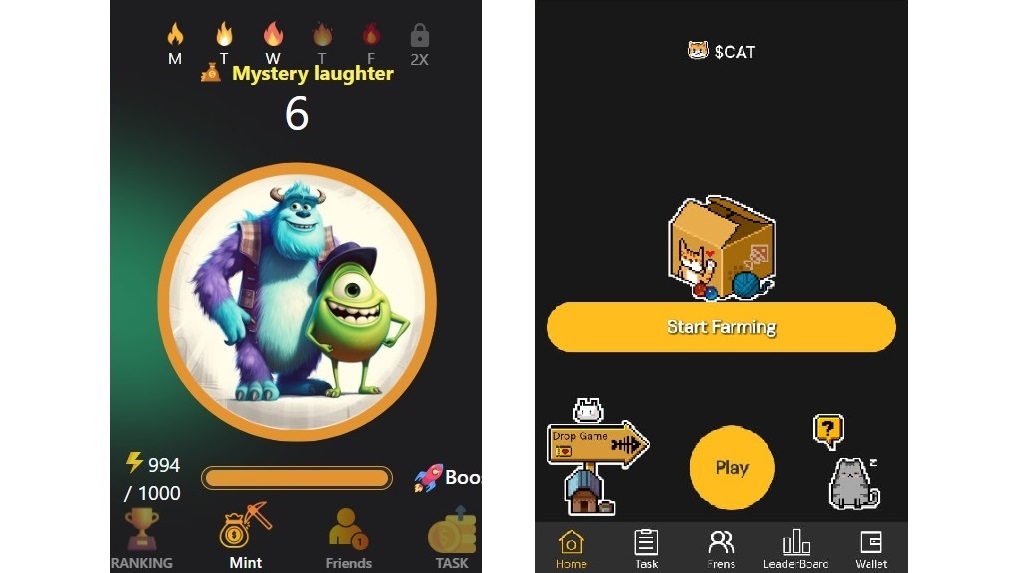 M T W T F 2X
Mystery laughter
6
994
/ 1000
Boo
RANKING Mint Friends TASK
1
$CAT
Start Farming
Drop Game
Play
?
z
Home Task Frens LeaderBoard Wallet